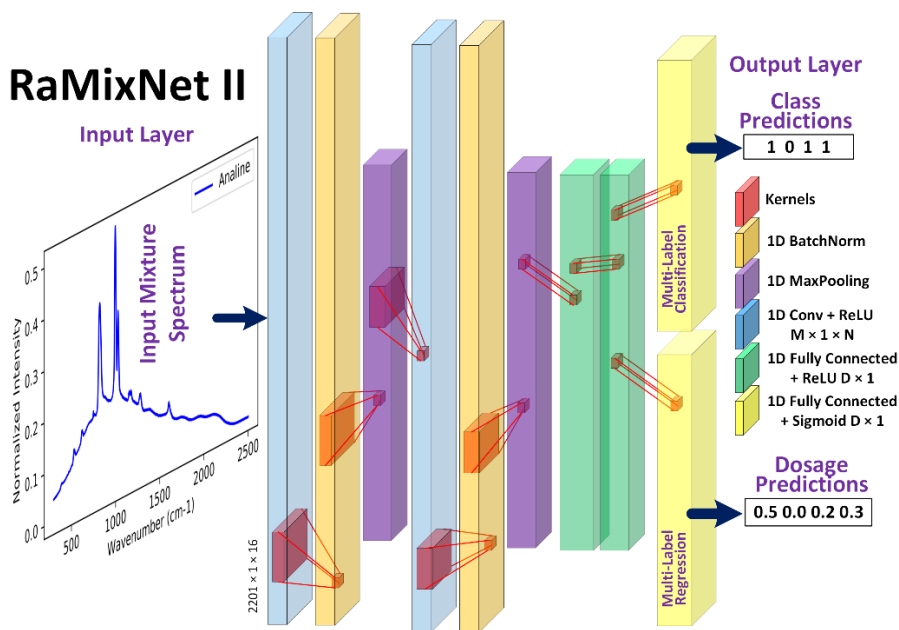 RaMixNet II
Input Layer
Analine
Input Mixture
Spectrum
Normalized Intensity
0.5
0.4
0.3
0.2
0.1
0.0
500
1000
1500
2000
2500
Wavenumber (cm-1)
2201 × 1 × 16
Multi-Label
Classification
Multi-Label
Regression
Output Layer
Class
Predictions
1 0 1 1
Kernels
1D BatchNorm
1D MaxPooling
1D Conv + ReLU
M × 1 × N
1D Fully Connected
+ ReLU D × 1
1D Fully Connected
+ Sigmoid D × 1
Dosage
Predictions
0.5 0.0 0.2 0.3